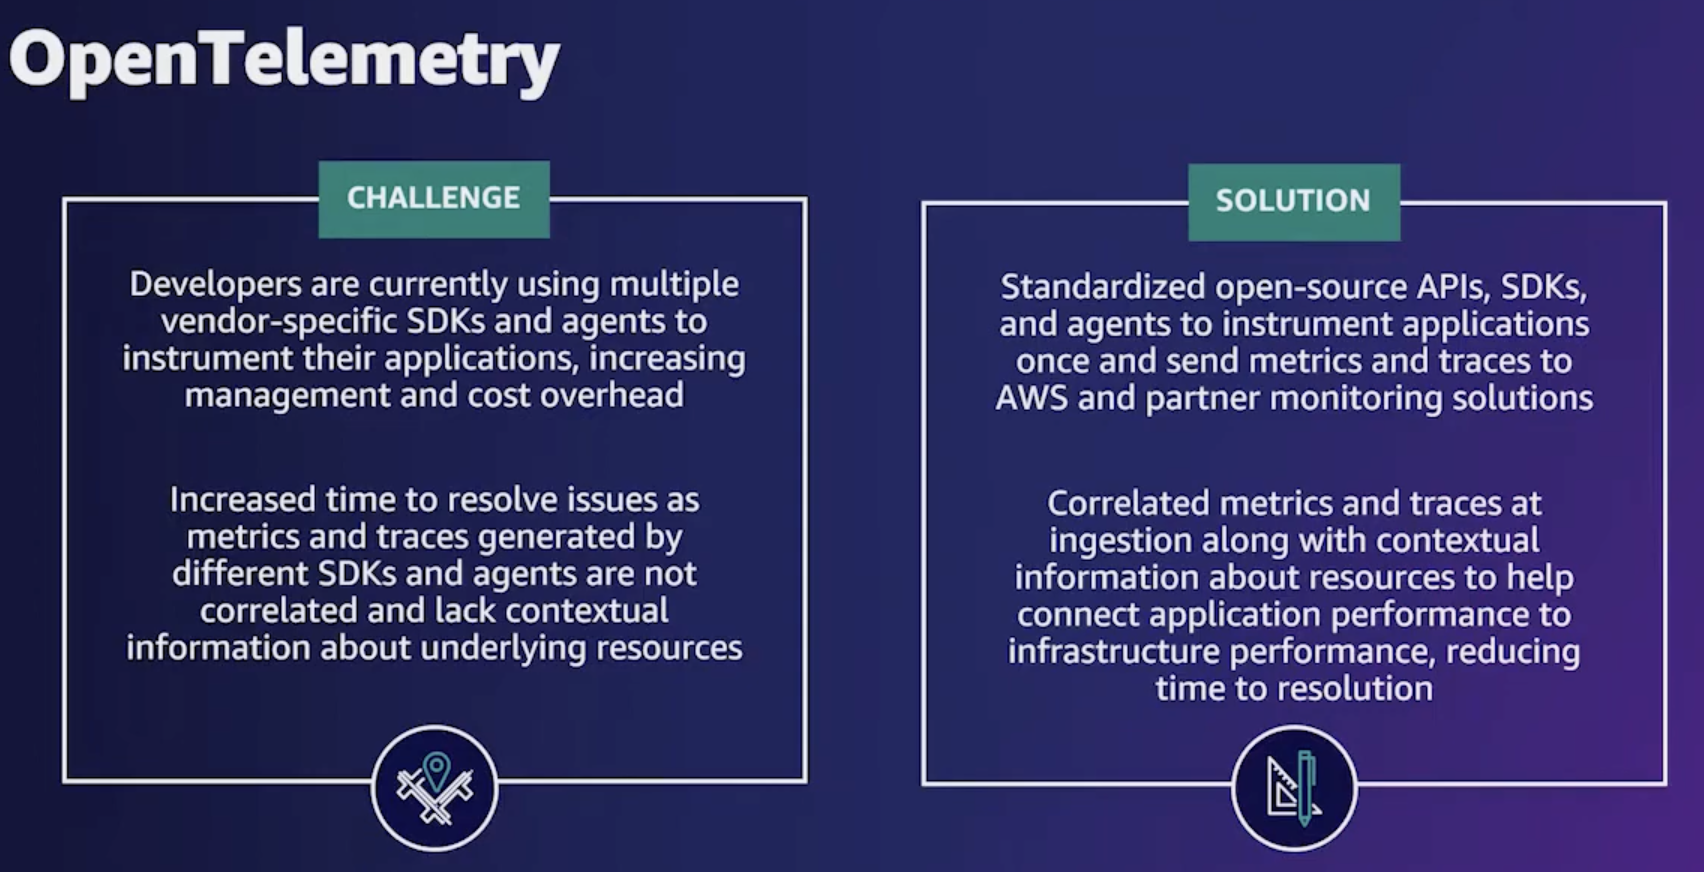 OpenTelemetry
CHALLENGE
Developers are currently using multiple
vendor-specific SDKs and agents to
instrument their applications, increasing
management and cost overhead
Increased time to resolve issues as
metrics and traces generated by
different SDKs and agents are not
correlated and lack contextual
information about underlying resources
SOLUTION
Standardized open-source APIs, SDKs,
and agents to instrument applications
once and send metrics and traces to
AWS and partner monitoring solutions
Correlated metrics and traces at
ingestion along with contextual
information about resources to help
connect application performance to
infrastructure performance, reducing
time to resolution